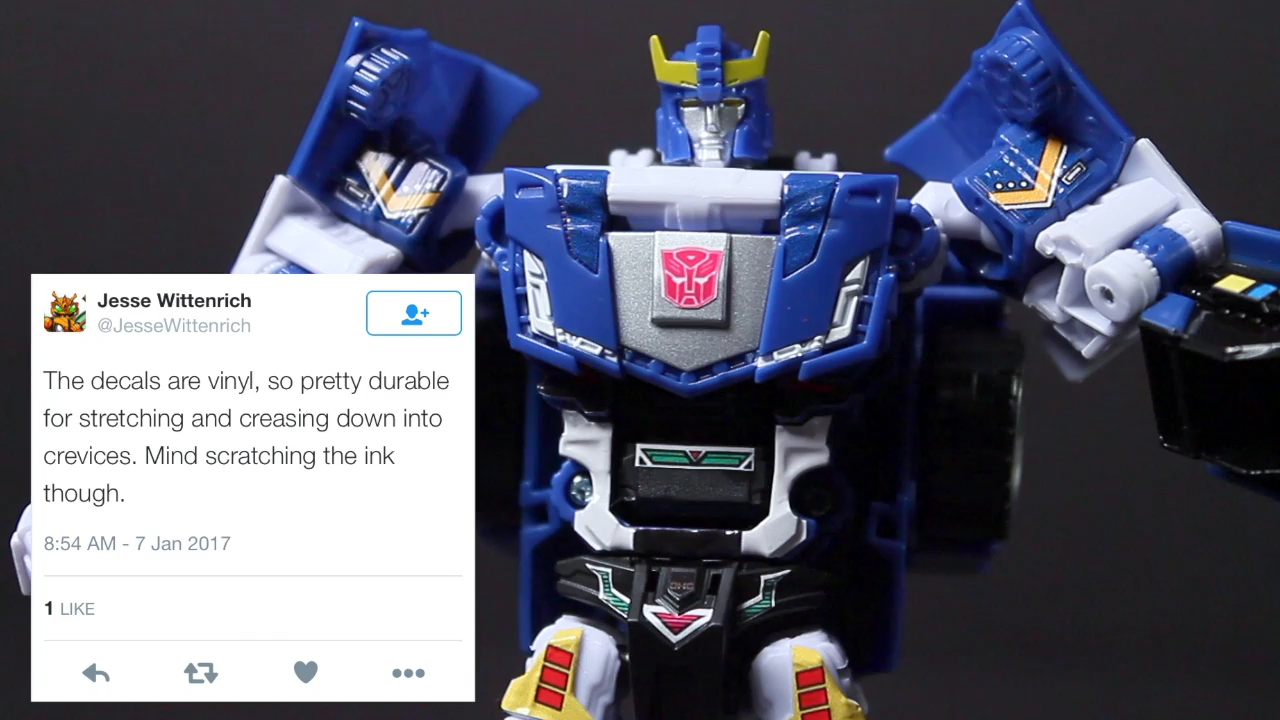 Jesse Wittenrich
@JesseWittenrich
The decals are vinyl, so pretty durable
for stretching and creasing down into
crevices. Mind scratching the ink
though.
8:54 AM - 7 Jan 2017
1 LIKE